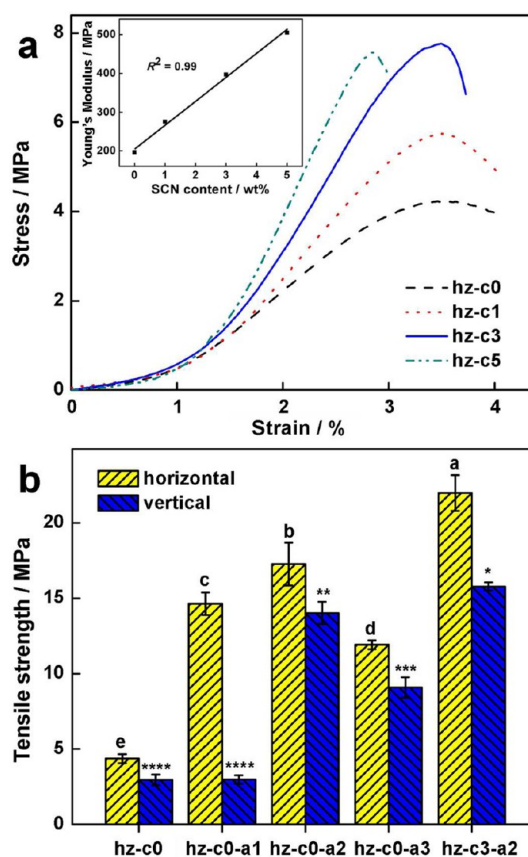 a
Stress / MPa
8
6
4
2
0
0 1 2 3 4
Strain / %
Young's Modulus / MPa
500
400
300
200
0 1 2 3 4 5
SCN content / wt%
R² = 0.99
hz-c0
hz-c1
hz-c3
hz-c5
b
Tensile strength / MPa
20
15
10
5
0
horizontal
vertical
e
****
c
****
b
**
d
***
a
*
hz-c0 hz-c0-a1 hz-c0-a2 hz-c0-a3 hz-c3-a2